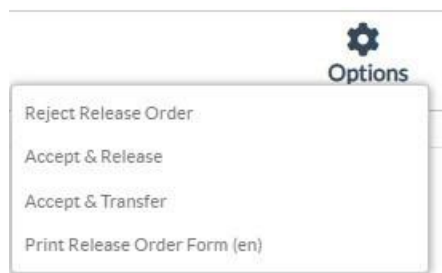 Options
Reject Release Order
Accept & Release
Accept & Transfer
Print Release Order Form (en)